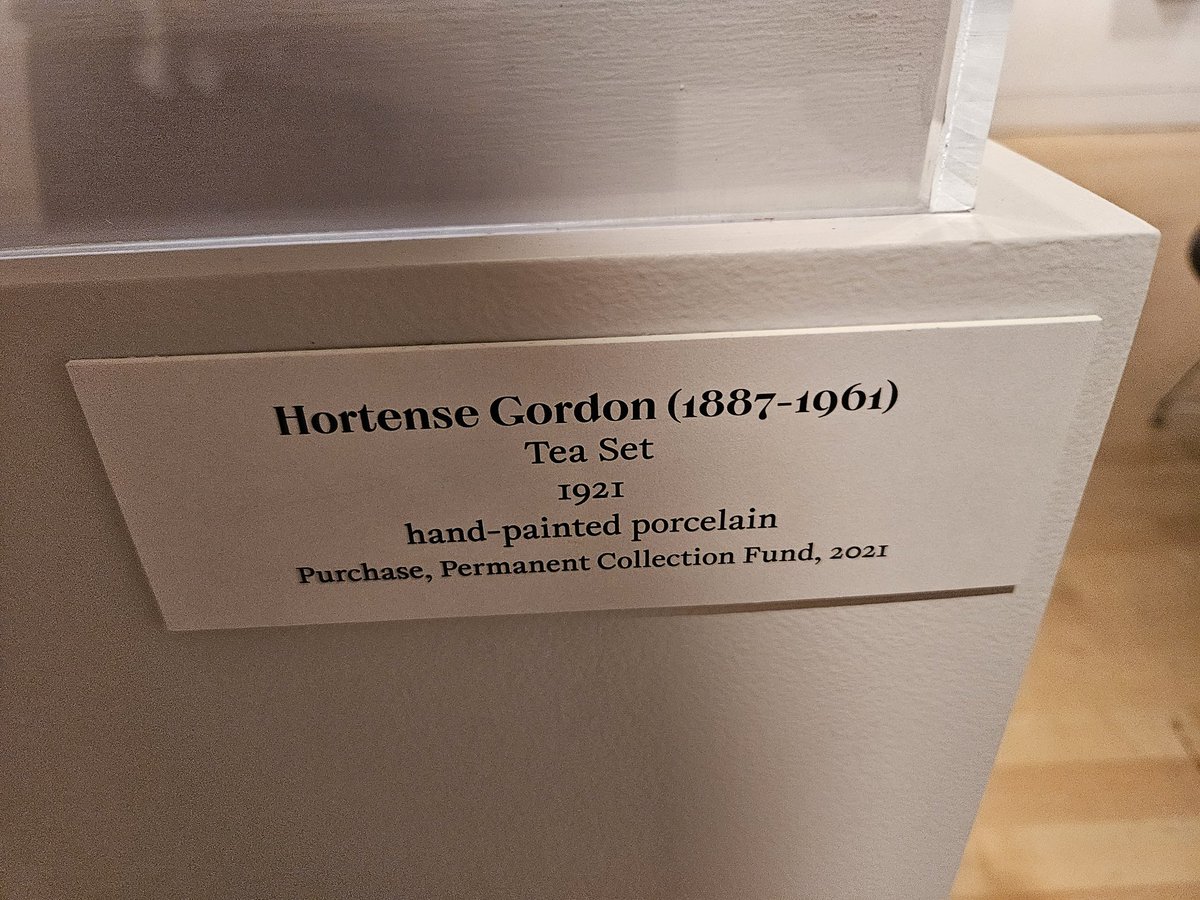 Hortense Gordon (1887-1961)
Tea Set
1921
hand-painted porcelain
Purchase, Permanent Collection Fund, 2021